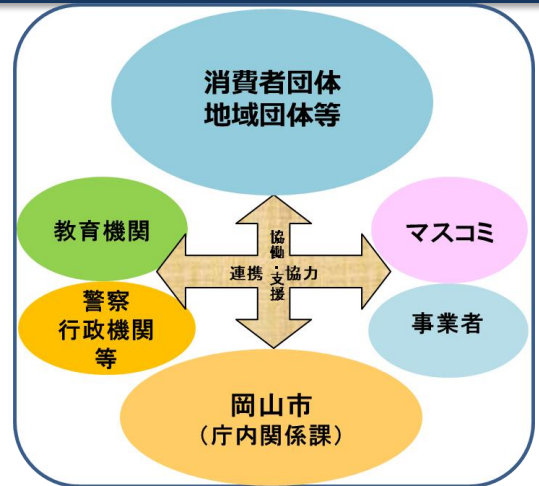 消費者団体
地域団体等
教育機関
マスコミ
協働・支援
連携・協力
警察
行政機関
等
事業者
岡山市
(庁内関係課)